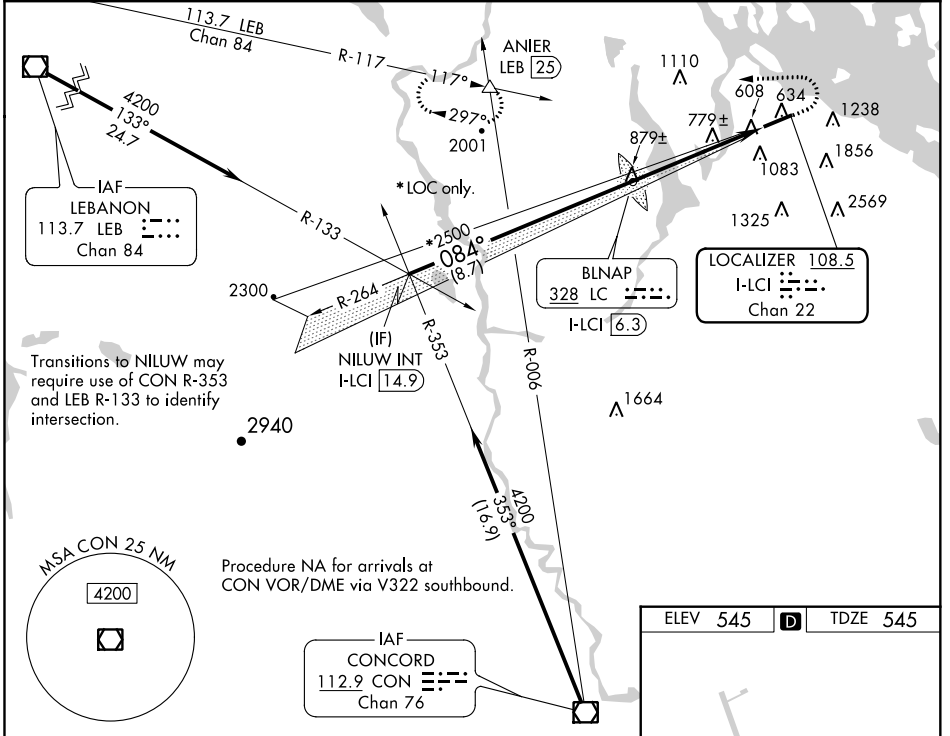 113.7 LEB
Chan 84
R-117
117°
297°
ANIER
LEB 25
2001
1110
608
634
1238
779±
879±
1083
1856
1325
2569
4200
133°
24.7
IAF
LEBANON
113.7 LEB
Chan 84
R-133
*LOC only.
*2500
084°
(8.7)
2300
R-264
(IF)
NILUW INT
I-LCI 14.9
R-353
R-006
BLNAP
328 LC
I-LCI 6.3
LOCALIZER 108.5
I-LCI
Chan 22
Transitions to NILUW may
require use of CON R-353
and LEB R-133 to identify
intersection.
2940
1664
4200
353°
(16.9)
MSA CON 25 NM
4200
Procedure NA for arrivals at
CON VOR/DME via V322 southbound.
IAF
CONCORD
112.9 CON
Chan 76
ELEV 545 D TDZE 545